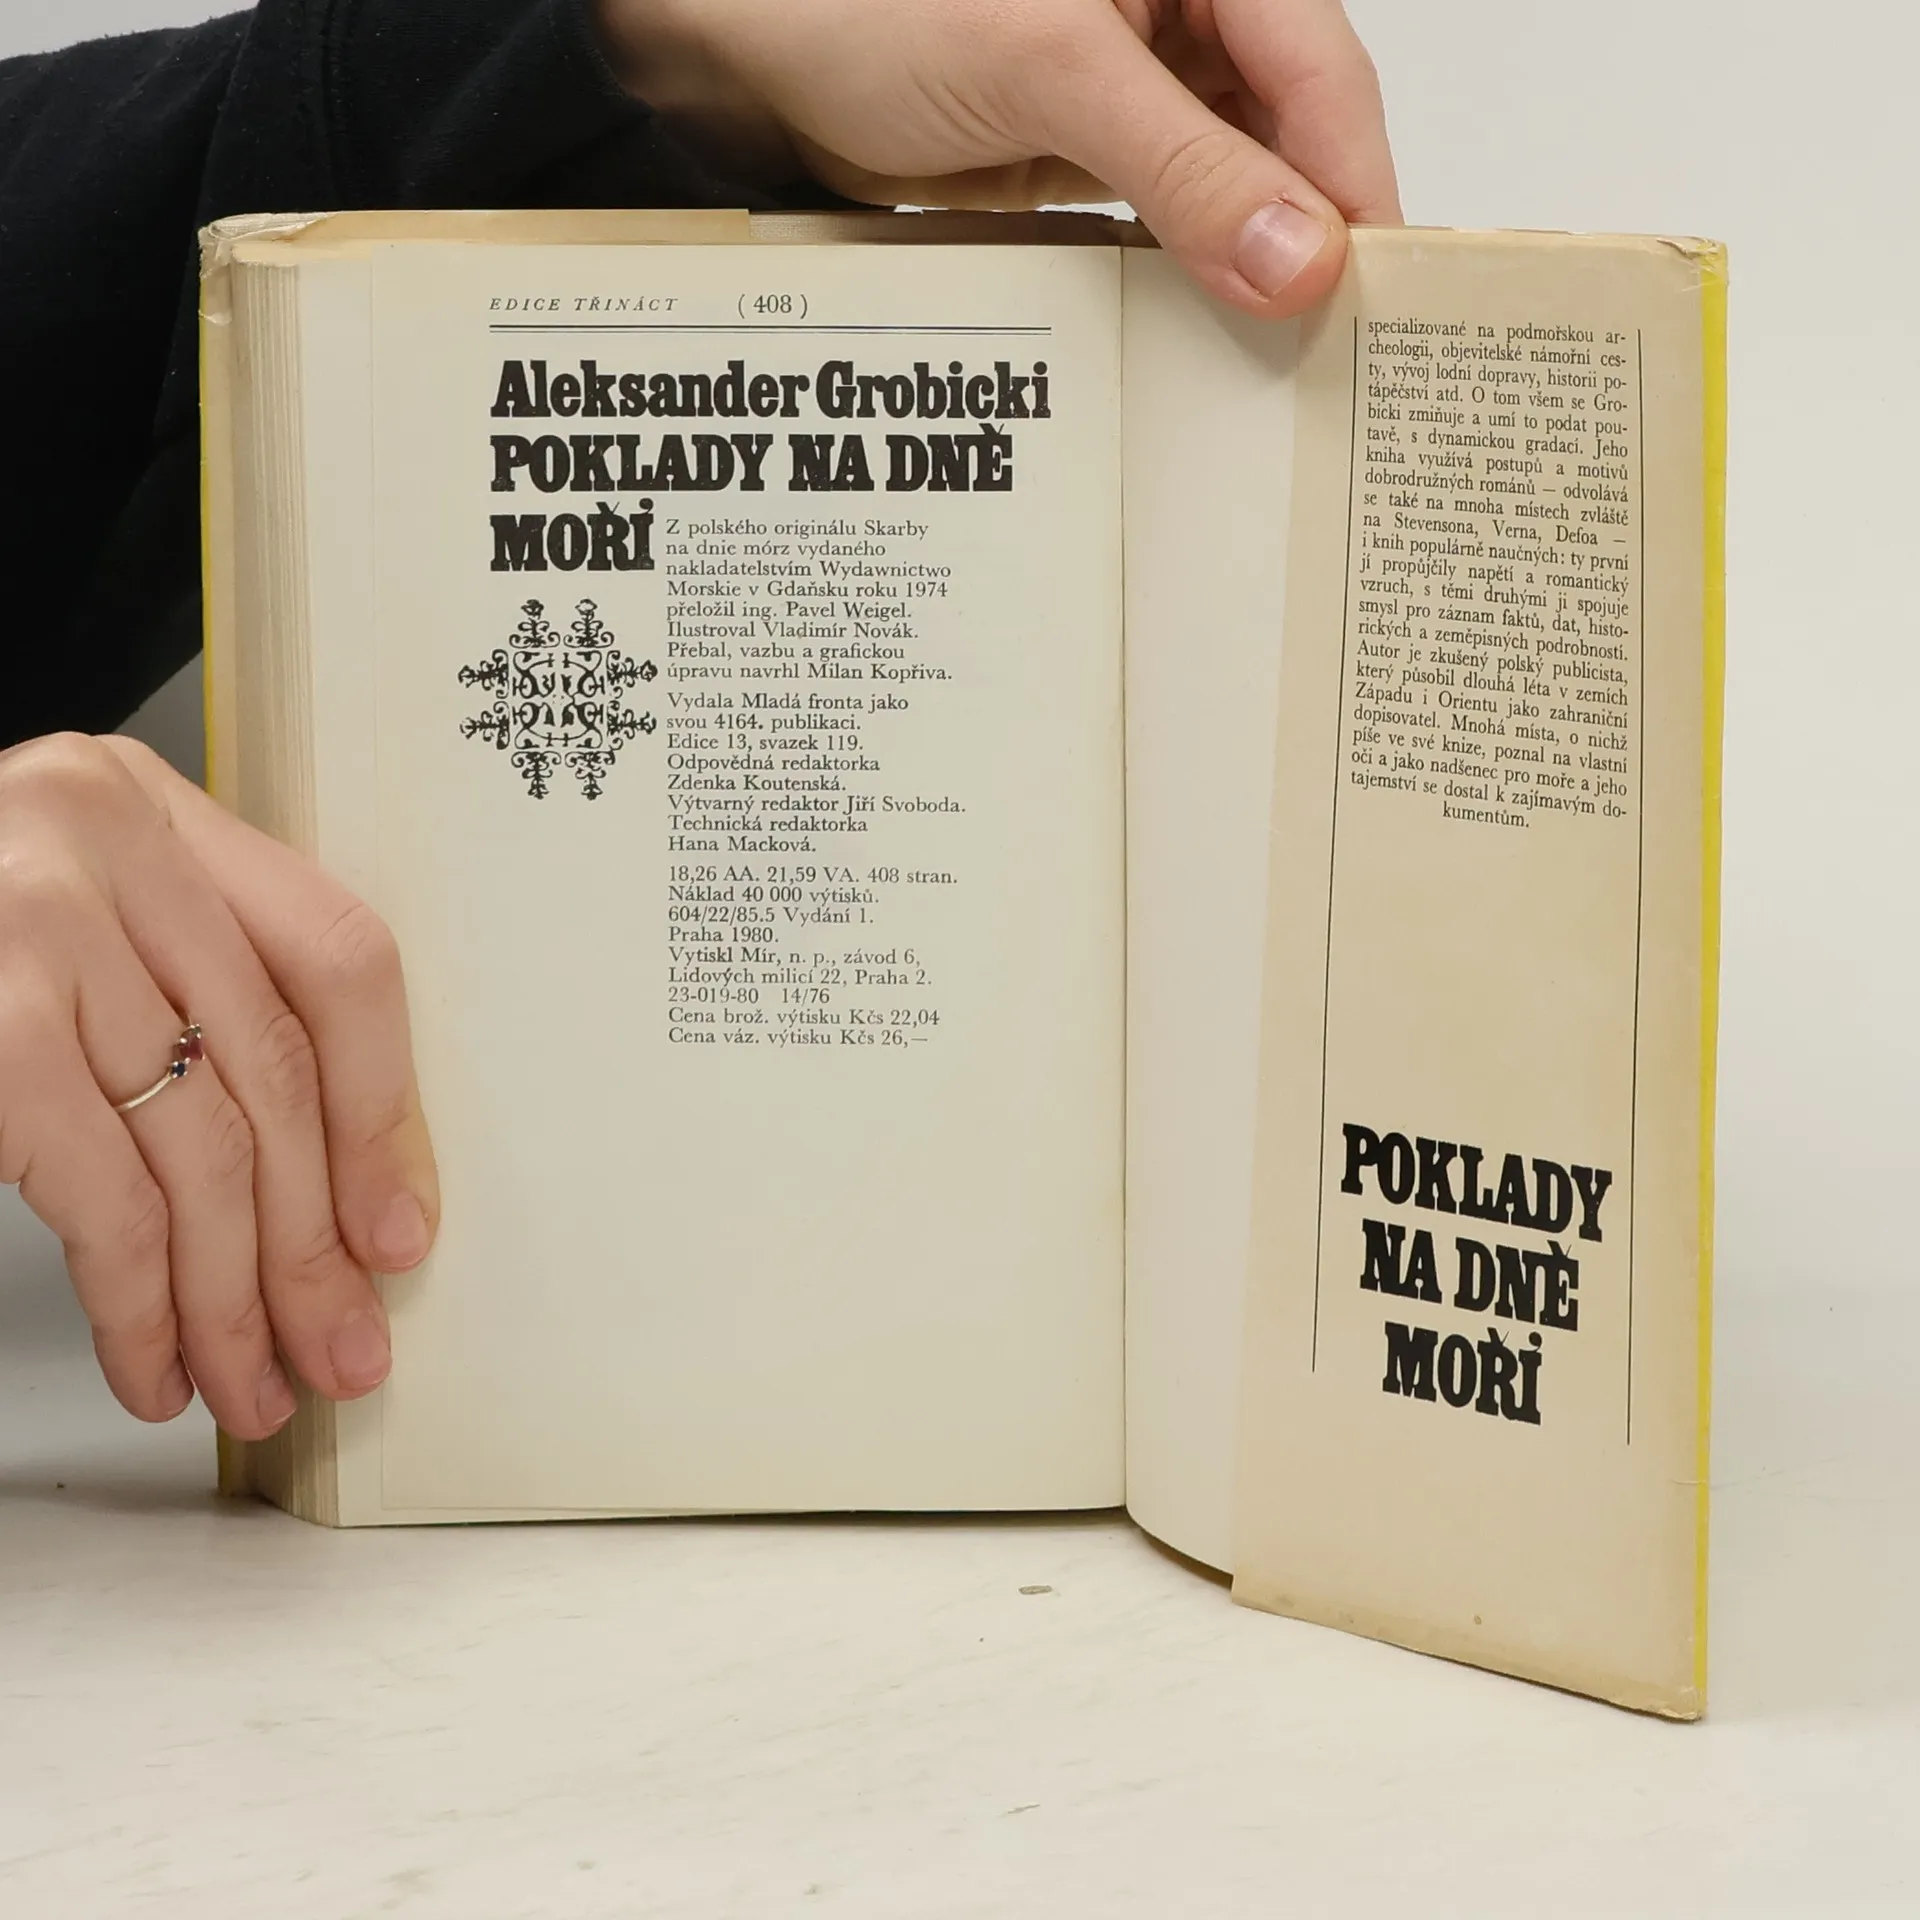 EDICE TŘINÁCT (408)
Aleksander Grobicki
POKLADY NA DNĚ
MOŘÍ
Z polského originálu Skarby
na dnie mórz vydaného
nakladatelstvím Wydawnictwo
Morskie v Gdaňsku roku 1974
přeložil ing. Pavel Weigel.
Ilustroval Vladimír Novák.
Přebal, vazbu a grafickou
úpravu navrhl Milan Kopřiva.
Vydala Mladá fronta jako
svou 4164. publikaci.
Edice 13, svazek 119.
Odpovědná redaktorka
Zdenka Koutenská.
Výtvarný redaktor Jiří Svoboda.
Technická redaktorka
Hana Macková.
18,26 AA. 21,59 VA. 408 stran.
Náklad 40 000 výtisků.
604/22/85.5 Vydání 1.
Praha 1980.
Vytiskl Mír, n. p., závod 6,
Lidových milicí 22, Praha 2.
23-019-80 14/76
Cena brož. výtisku Kčs 22,04
Cena váz. výtisku Kčs 26,—
specializované na podmořskou ar-
cheologii, objevitelské námořní ces-
ty, vývoj lodní dopravy, historii po-
tápěčství atd. O tom všem se Gro-
bicki zmiňuje a umí to podat pou-
tavě, s dynamickou gradací. Jeho
kniha využívá postupů a motivů
dobrodružných románů — odvolává
se také na mnoha místech zvláště
na Stevensona, Verna, Defoa —
i knih populárně naučných: ty první
jí propůjčily napětí a romantický
vzruch, s těmi druhými ji spojuje
smysl pro záznam faktů, dat, histo-
rických a zeměpisných podrobností.
Autor je zkušený polský publicista,
který působil dlouhá léta v zemích
Západu i Orientu jako zahraniční
dopisovatel. Mnohá místa, o nichž
píše ve své knize, poznal na vlastní
oči a jako nadšenec pro moře a jeho
tajemství se dostal k zajímavým do-
kumentům.
POKLADY
NA DNĚ
MOŘÍ